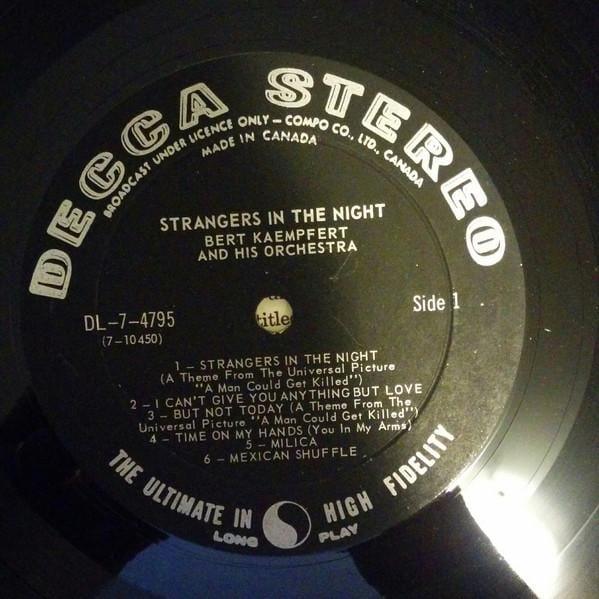 DECCA STEREO
BROADCAST UNDER LICENCE ONLY – COMPO CO., LTD., CANADA
MADE IN CANADA
STRANGERS IN THE NIGHT
BERT KAEMPFERT
AND HIS ORCHESTRA
DL-7-4795
(7-10450)
title
Side 1
1 – STRANGERS IN THE NIGHT
(A Theme From The Universal Picture
"A Man Could Get Killed")
2 – I CAN'T GIVE YOU ANYTHING BUT LOVE
3 – BUT NOT TODAY (A Theme From The
Universal Picture "A Man Could Get Killed")
4 – TIME ON MY HANDS (You In My Arms)
5 – MILICA
6 – MEXICAN SHUFFLE
THE ULTIMATE IN HIGH FIDELITY
LONG PLAY